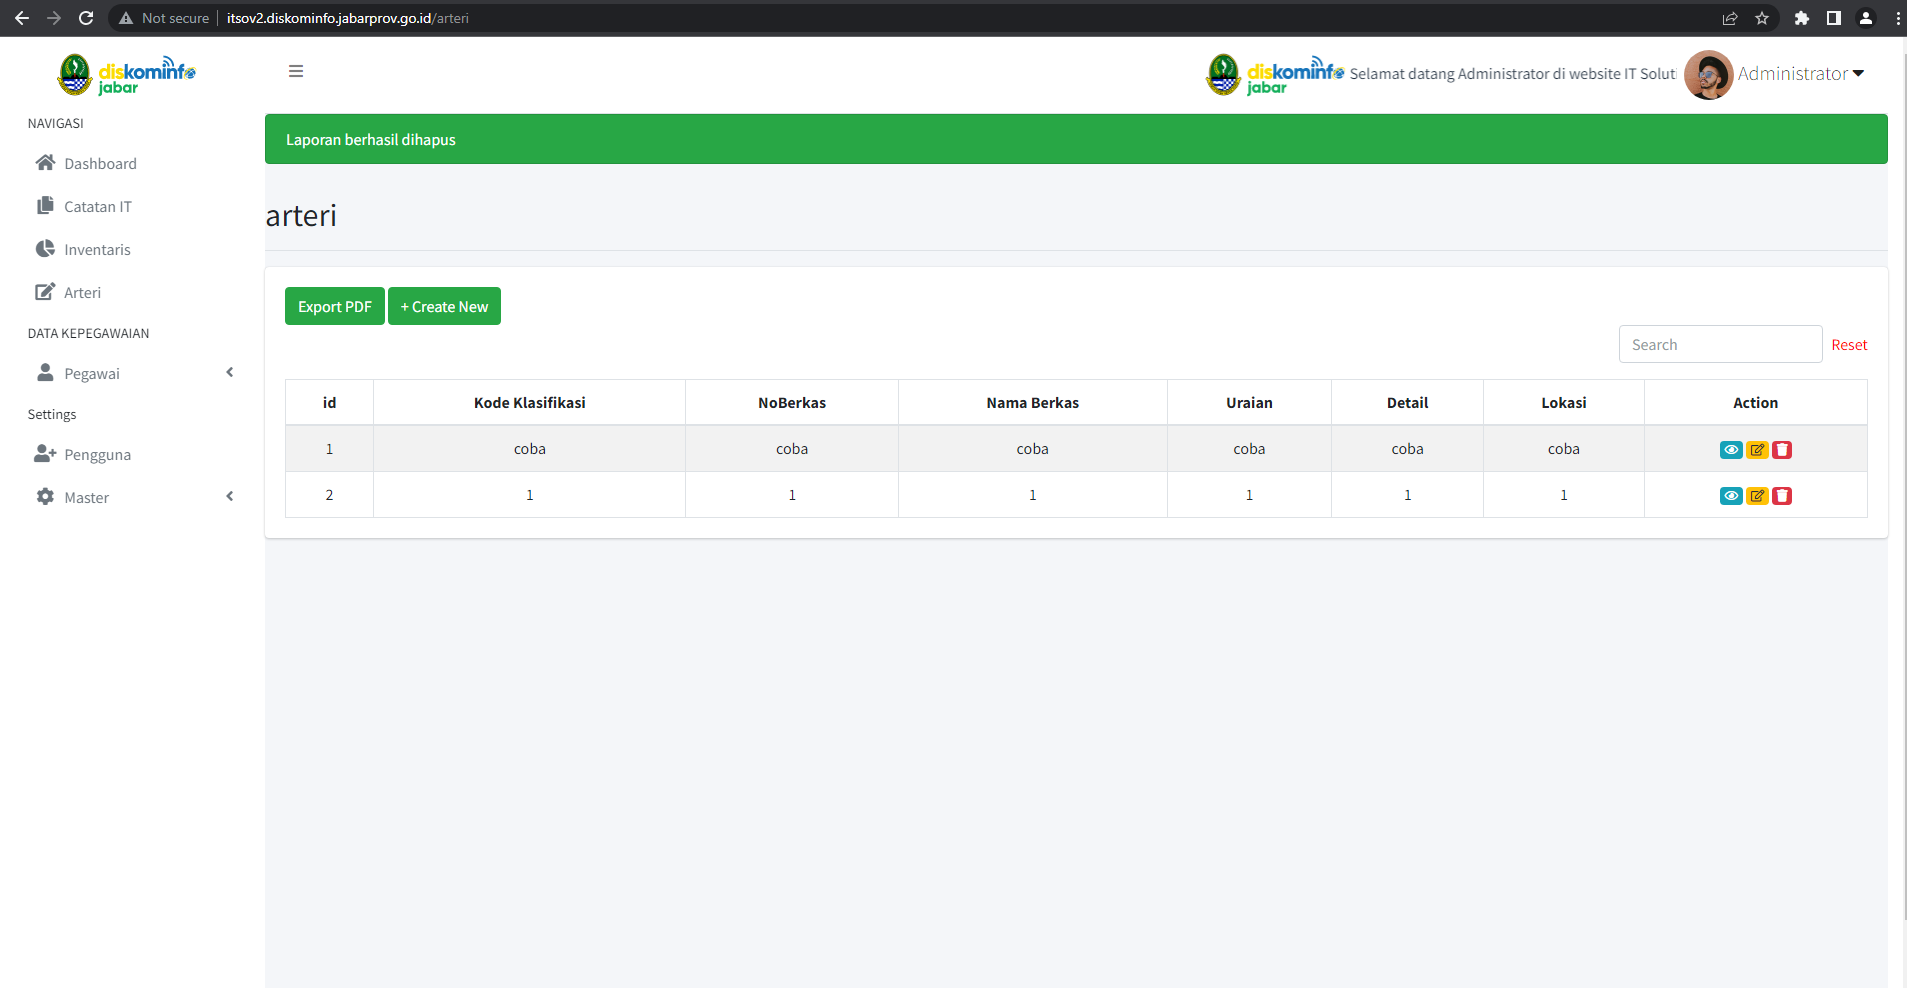 Not secure | itsov2.diskominfo.jabarprov.go.id/arteri
diskominfo
jabar
diskominfo
jabar
Selamat datang Administrator di website IT Soluti
Administrator
NAVIGASI
Dashboard
Catatan IT
Inventaris
Arteri
DATA KEPEGAWAIAN
Pegawai
Settings
Pengguna
Master
Laporan berhasil dihapus
arteri
Export PDF + Create New
Search Reset
id Kode Klasifikasi NoBerkas Nama Berkas Uraian Detail Lokasi Action
1 coba coba coba coba coba coba
2 1 1 1 1 1 1